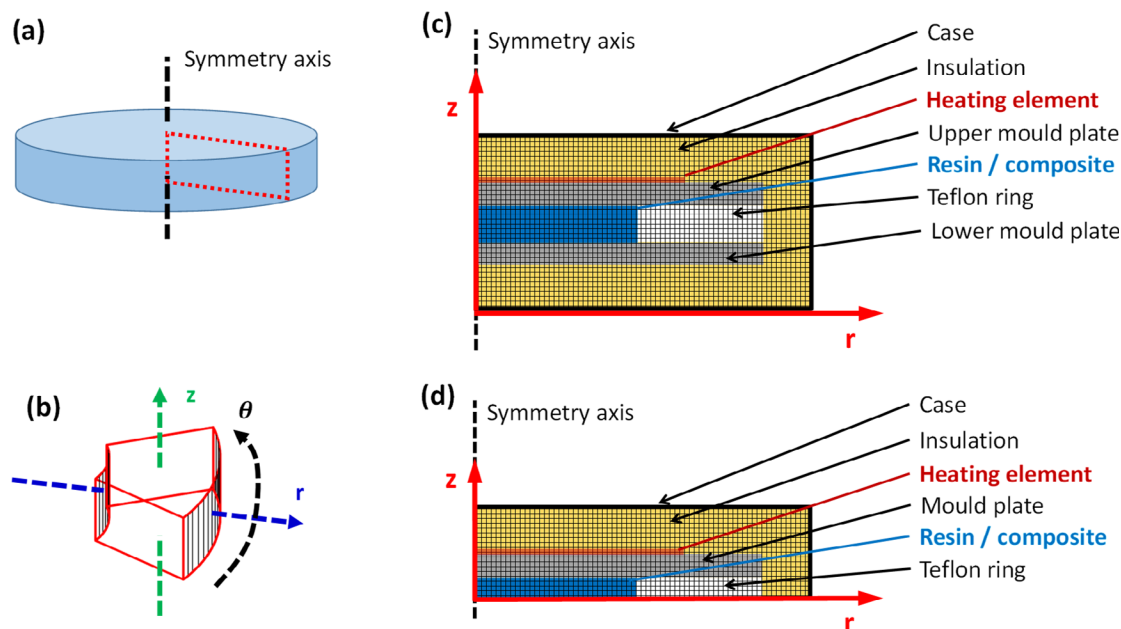 (a)
Symmetry axis
(b)
z
θ
r
(c)
Symmetry axis
z
r
Case
Insulation
Heating element
Upper mould plate
Resin / composite
Teflon ring
Lower mould plate
(d)
Symmetry axis
z
r
Case
Insulation
Heating element
Mould plate
Resin / composite
Teflon ring